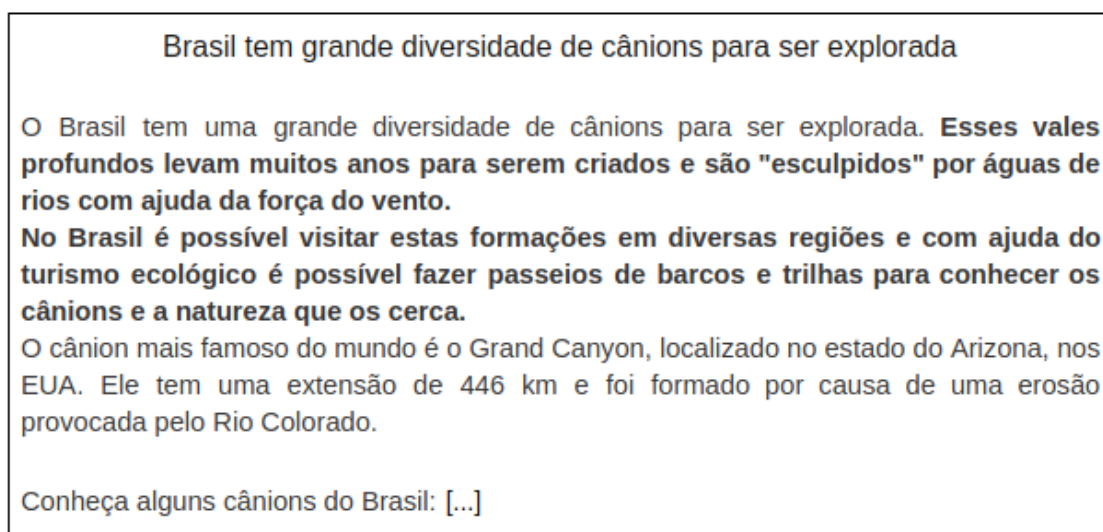 Brasil tem grande diversidade de cânions para ser explorada
O Brasil tem uma grande diversidade de cânions para ser explorada. Esses vales
profundos levam muitos anos para serem criados e são "esculpidos" por águas de
rios com ajuda da força do vento.
No Brasil é possível visitar estas formações em diversas regiões e com ajuda do
turismo ecológico é possível fazer passeios de barcos e trilhas para conhecer os
cânions e a natureza que os cerca.
O cânion mais famoso do mundo é o Grand Canyon, localizado no estado do Arizona, nos
EUA. Ele tem uma extensão de 446 km e foi formado por causa de uma erosão
provocada pelo Rio Colorado.
Conheça alguns cânions do Brasil: [...]